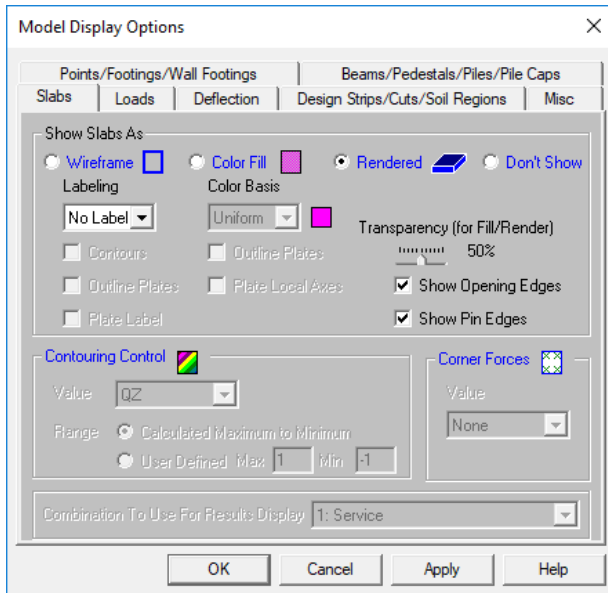 Model Display Options
Points/Footings/Wall Footings Beams/Pedestals/Piles/Pile Caps
Slabs Loads Deflection Design Strips/Cuts/Soil Regions Misc
Show Slabs As
Wireframe Color Fill Rendered Don't Show
Labeling Color Basis
No Label Uniform
Transparency (for Fill/Render)
50%
Contours Outline Plates
Outline Plates Plate Local Axes Show Opening Edges
Plate Label Show Pin Edges
Contouring Control Corner Forces
Value QZ Value
None
Range Calculated Maximum to Minimum
User Defined Max 1 Min -1
Combination To Use For Results Display 1: Service
OK Cancel Apply Help